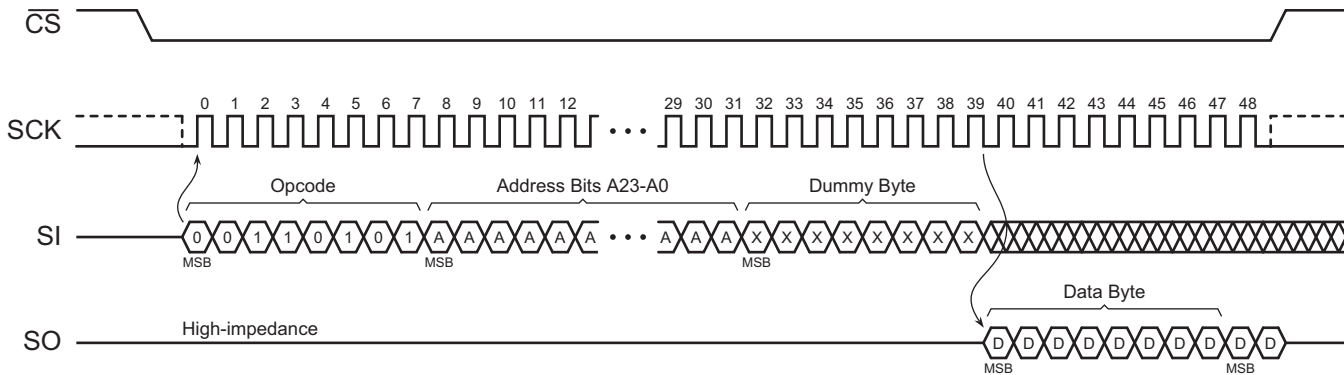 CS
0 1 2 3 4 5 6 7 8 9 10 11 12 29 30 31 32 33 34 35 36 37 38 39 40 41 42 43 44 45 46 47 48
SCK
Opcode Address Bits A23-A0 Dummy Byte
SI 0 0 1 1 0 1 0 1 A A A A A A A A A X X X X X X X X
MSB MSB MSB
Data Byte
High-impedance
SO D D D D D D D D D D
MSB MSB